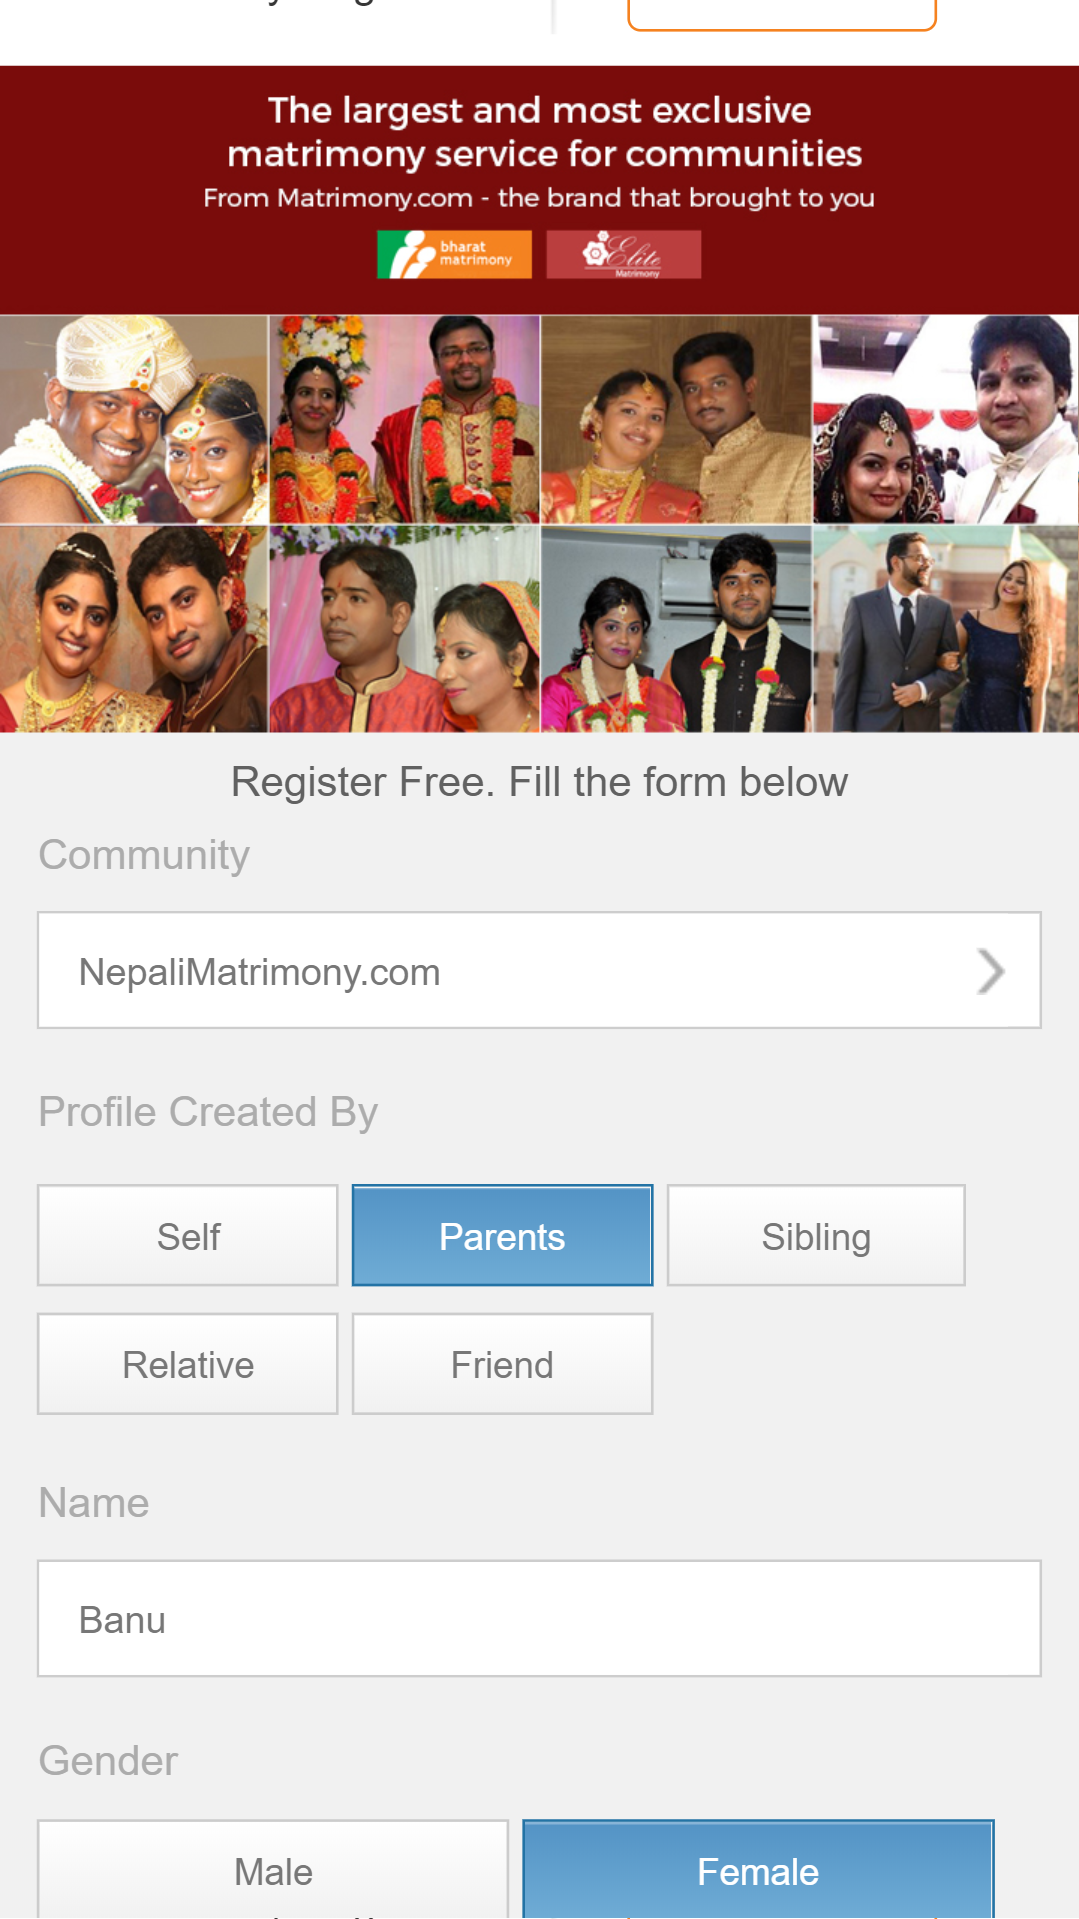 The largest and most exclusive
matrimony service for communities
From Matrimony.com - the brand that brought to you
bharat
matrimony
Elite
Matrimony
Register Free. Fill the form below
Community
NepaliMatrimony.com
Profile Created By
Self Parents Sibling
Relative Friend
Name
Banu
Gender
Male Female